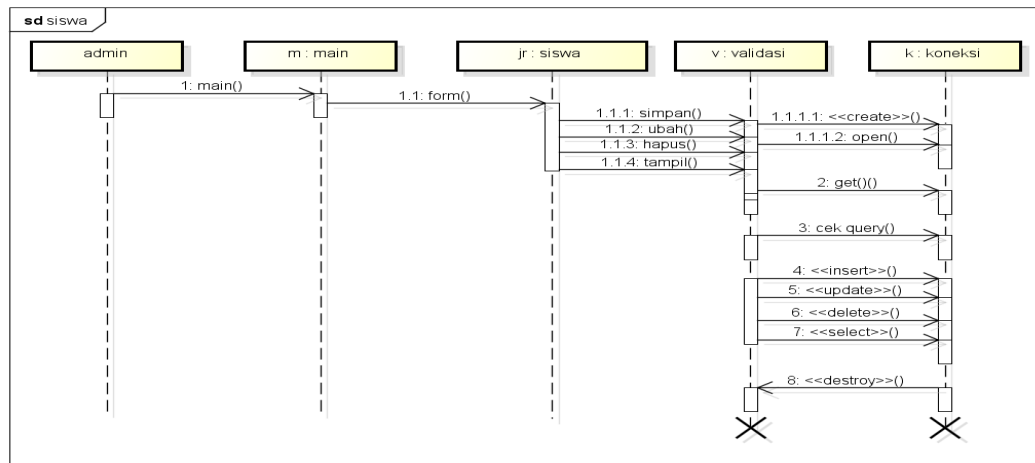 sd siswa
admin
m : main
jr : siswa
v : validasi
k : koneksi
1: main()
1.1: form()
1.1.1: simpan()
1.1.1.1: <<create>>()
1.1.2: ubah()
1.1.1.2: open()
1.1.3: hapus()
1.1.4: tampil()
2: get()()
3: cek query()
4: <<insert>>()
5: <<update>>()
6: <<delete>>()
7: <<select>>()
8: <<destroy>>()